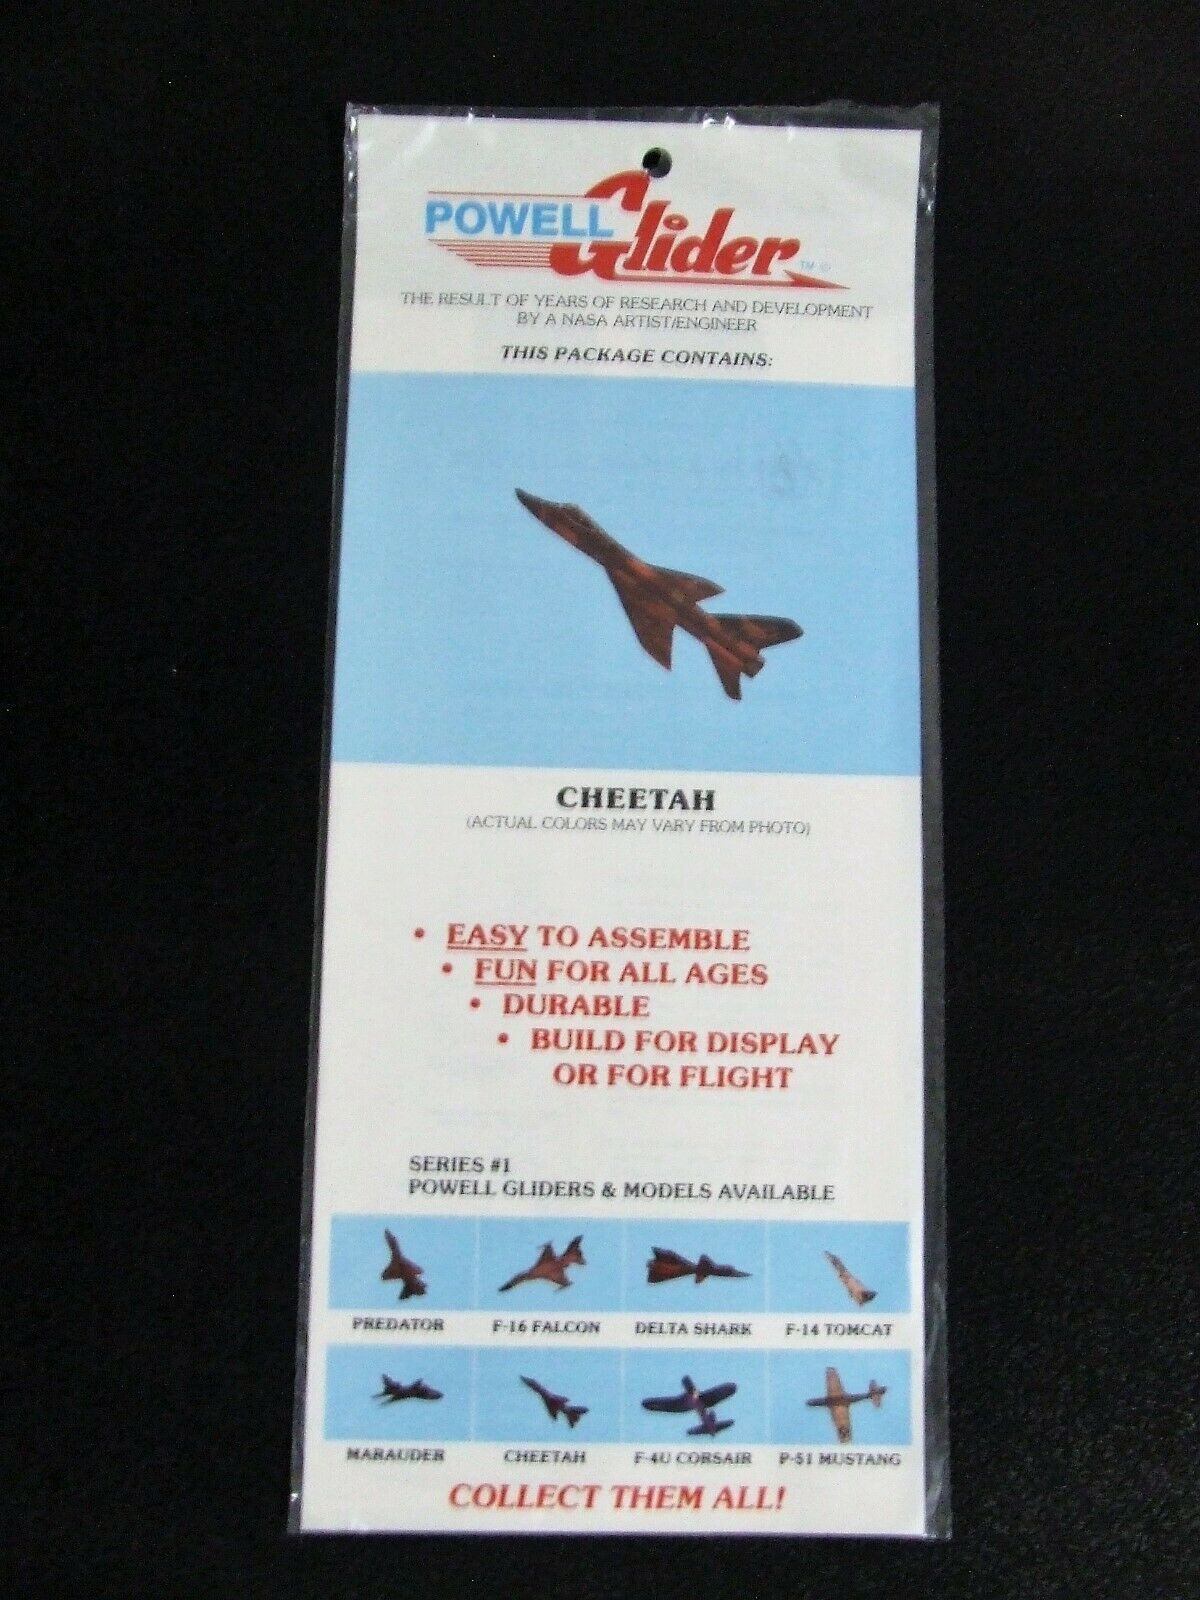 POWELL Glider TM ©
THE RESULT OF YEARS OF RESEARCH AND DEVELOPMENT
BY A NASA ARTIST/ENGINEER
THIS PACKAGE CONTAINS:
CHEETAH
(ACTUAL COLORS MAY VARY FROM PHOTO)
• EASY TO ASSEMBLE
• FUN FOR ALL AGES
• DURABLE
• BUILD FOR DISPLAY
OR FOR FLIGHT
SERIES #1
POWELL GLIDERS & MODELS AVAILABLE
PREDATOR F-16 FALCON DELTA SHARK F-14 TOMCAT
MARAUDER CHEETAH F-4U CORSAIR P-51 MUSTANG
COLLECT THEM ALL!